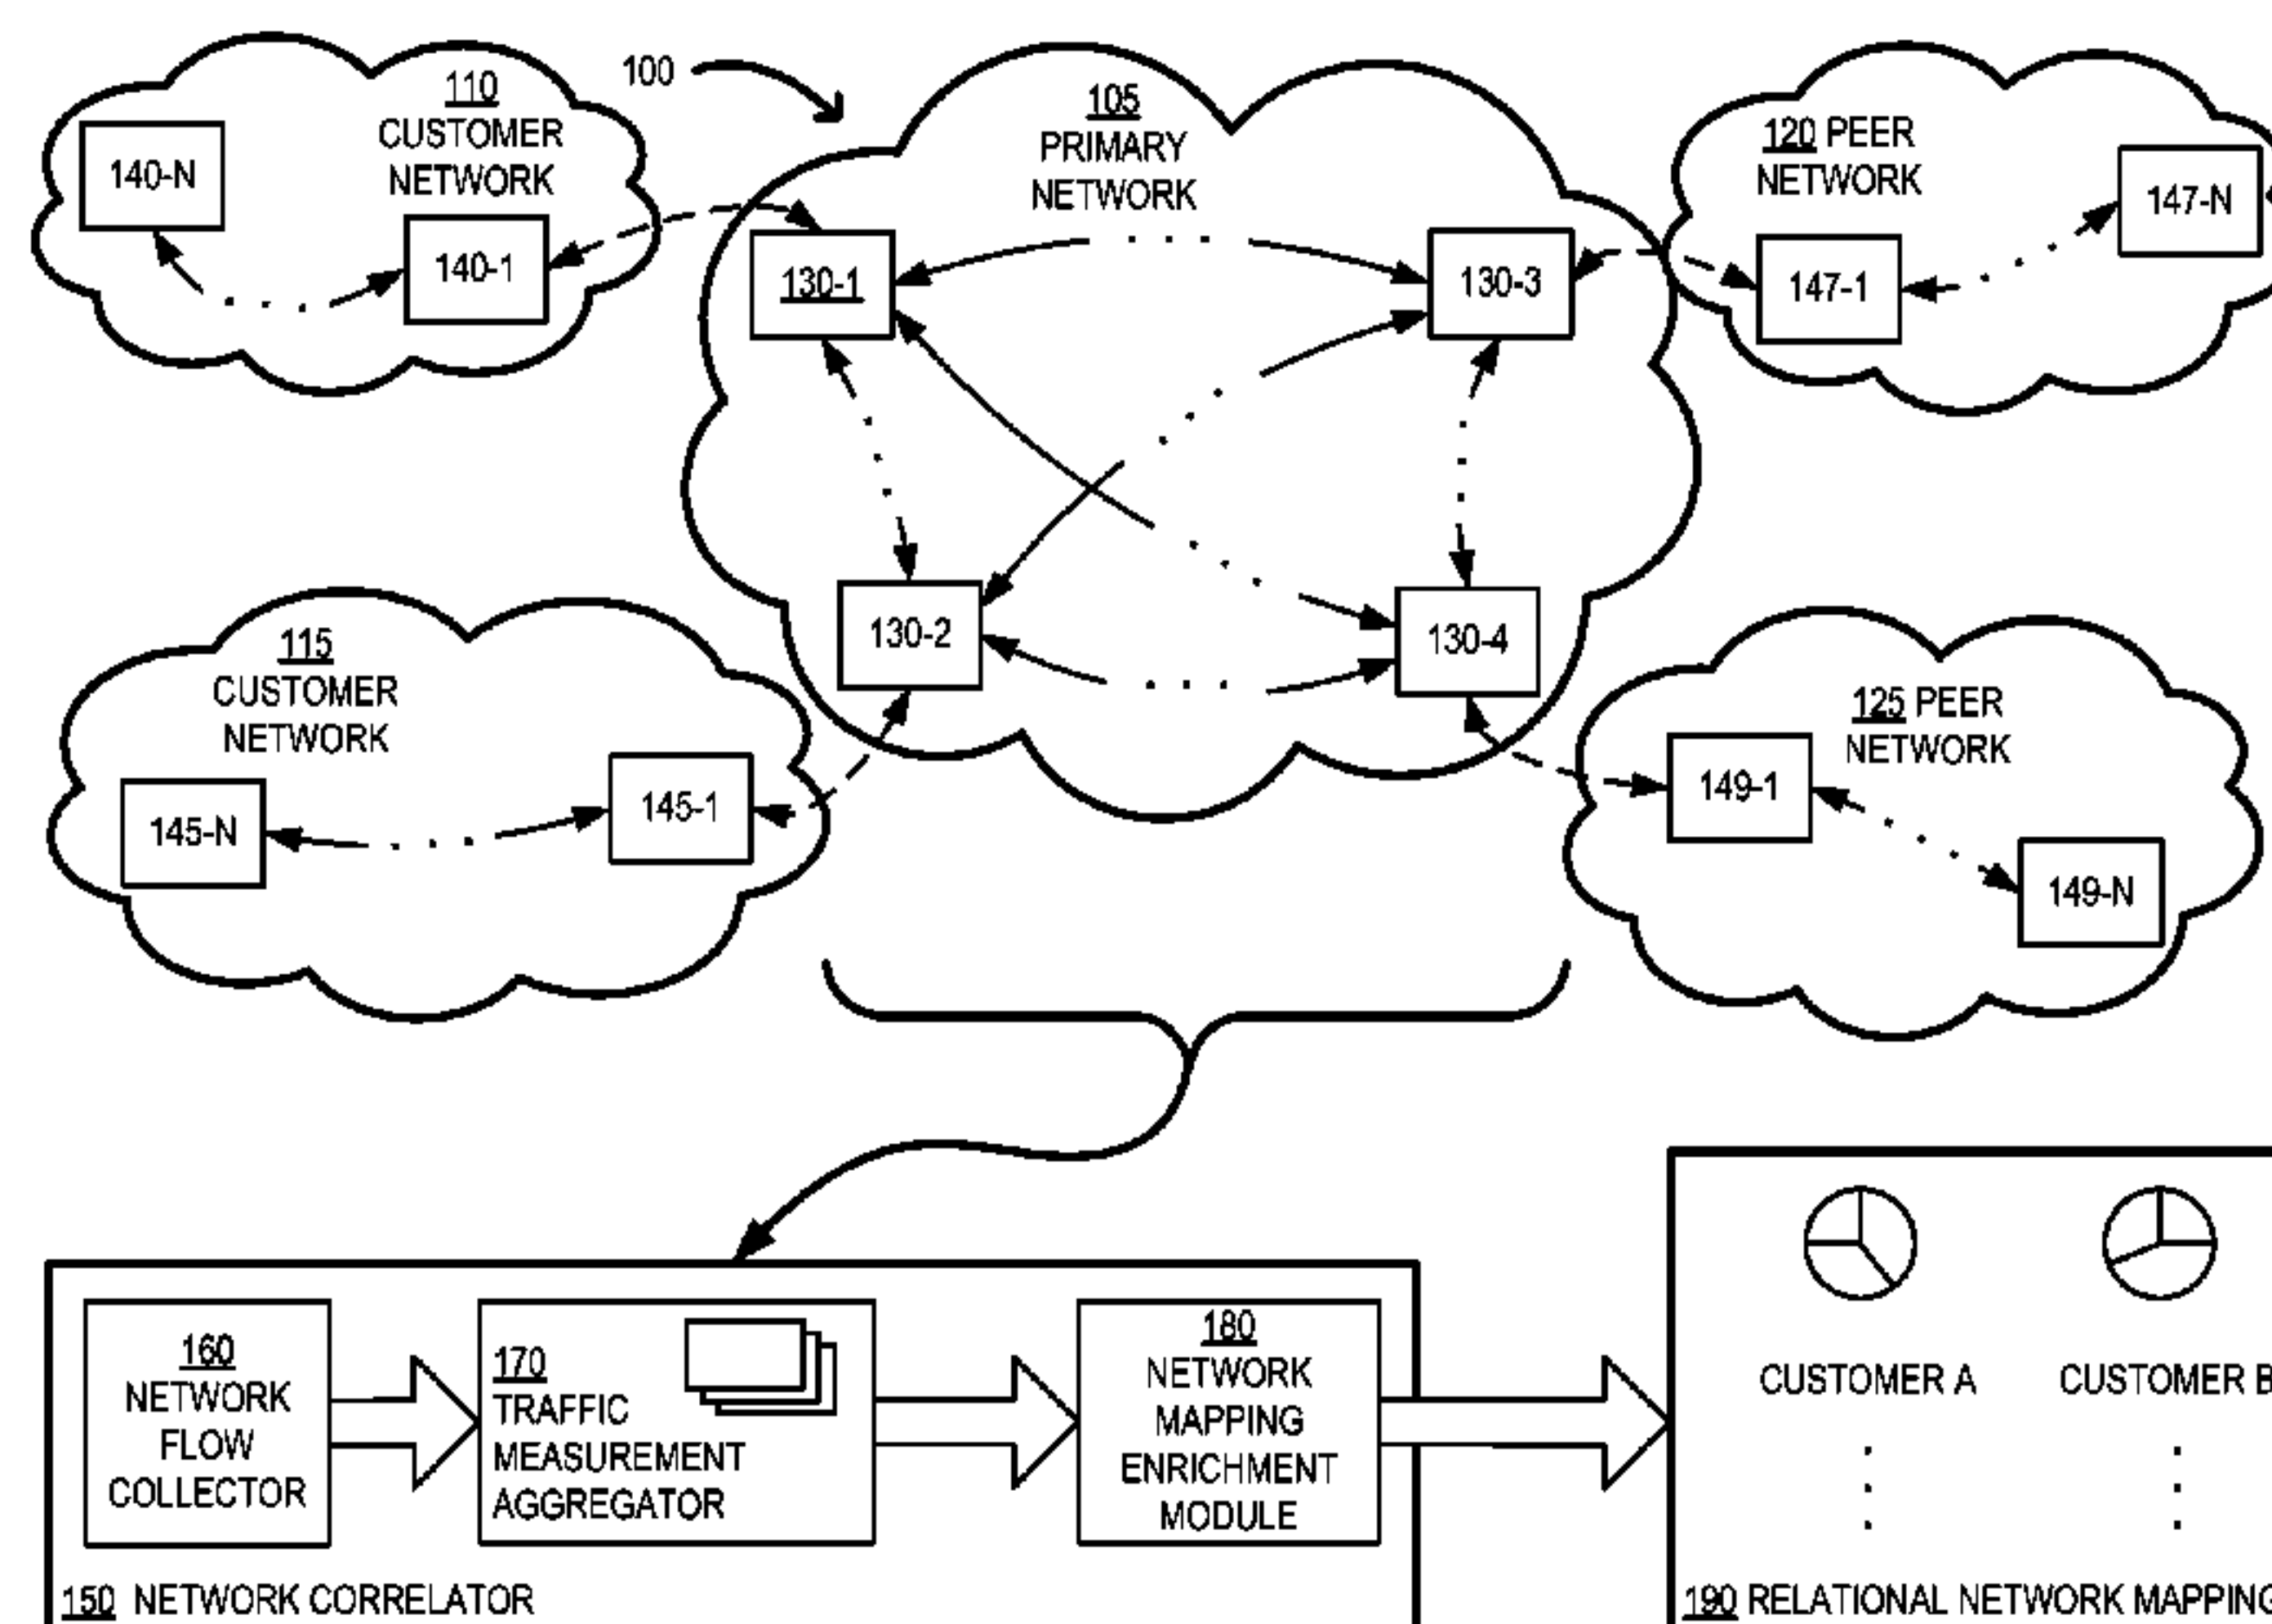 110
CUSTOMER
NETWORK
140-N
140-1
100
105
PRIMARY
NETWORK
130-1
130-3
130-2
130-4
120 PEER
NETWORK
147-N
147-1
115
CUSTOMER
NETWORK
145-N
145-1
125 PEER
NETWORK
149-1
149-N
160
NETWORK
FLOW
COLLECTOR
170
TRAFFIC
MEASUREMENT
AGGREGATOR
180
NETWORK
MAPPING
ENRICHMENT
MODULE
150 NETWORK CORRELATOR
CUSTOMER A
CUSTOMER B
190 RELATIONAL NETWORK MAPPING